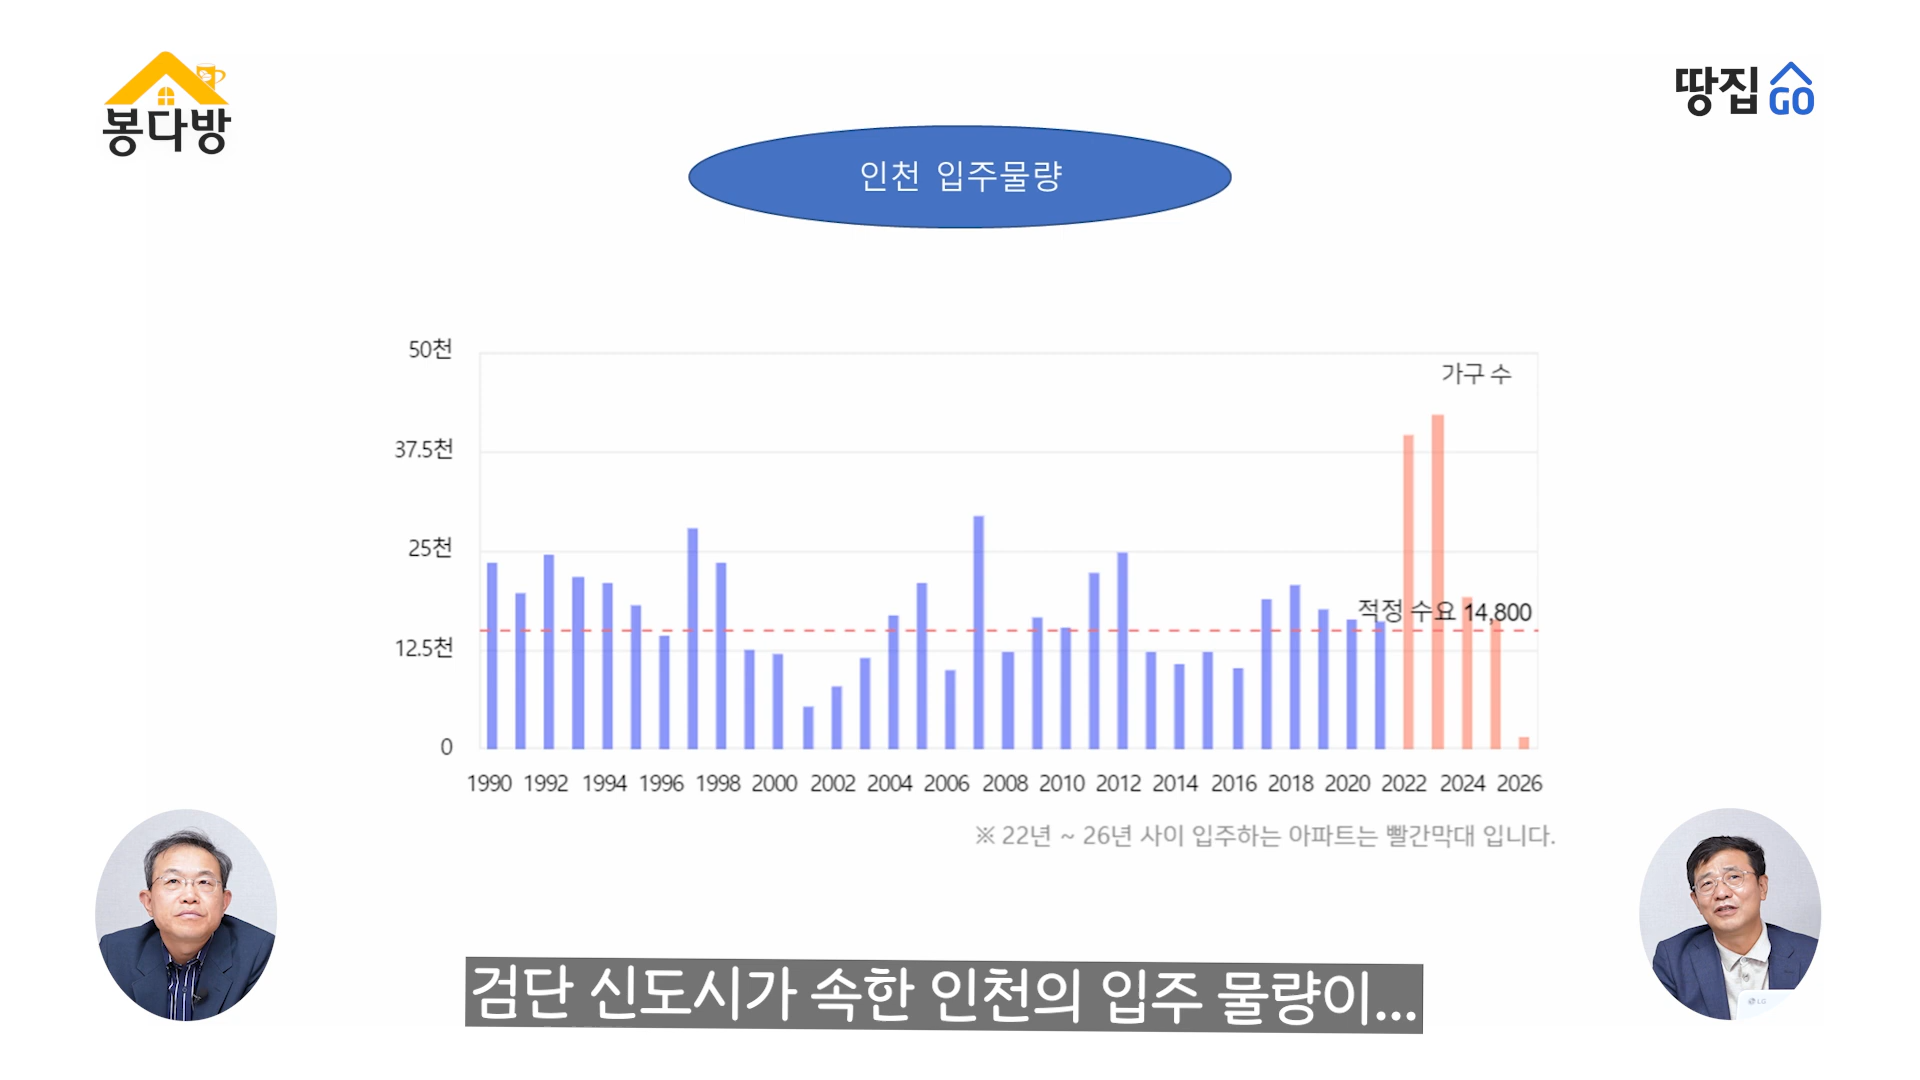 봉다방
땅집GO
인천 입주물량
50천
37.5천
25천
12.5천
0
가구 수
적정 수요 14,800
1990 1992 1994 1996 1998 2000 2002 2004 2006 2008 2010 2012 2014 2016 2018 2020 2022 2024 2026
※ 22년 ~ 26년 사이 입주하는 아파트는 빨간막대 입니다.
LG
검단 신도시가 속한 인천의 입주 물량이...